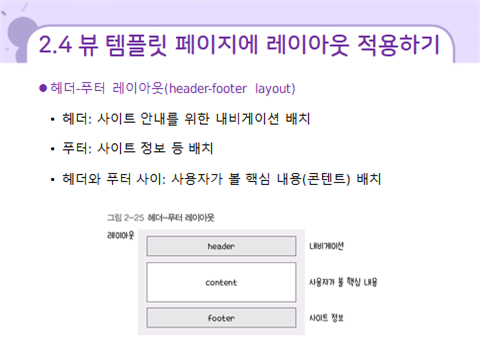 2.4 뷰 템플릿 페이지에 레이아웃 적용하기
●헤더-푸터 레이아웃(header-footer layout)
• 헤더: 사이트 안내를 위한 내비게이션 배치
• 푸터: 사이트 정보 등 배치
• 헤더와 푸터 사이: 사용자가 볼 핵심 내용(콘텐트) 배치
그림 2-25 헤더-푸터 레이아웃
레이아웃
header 내비게이션
content 사용자가 볼 핵심 내용
footer 사이트 정보